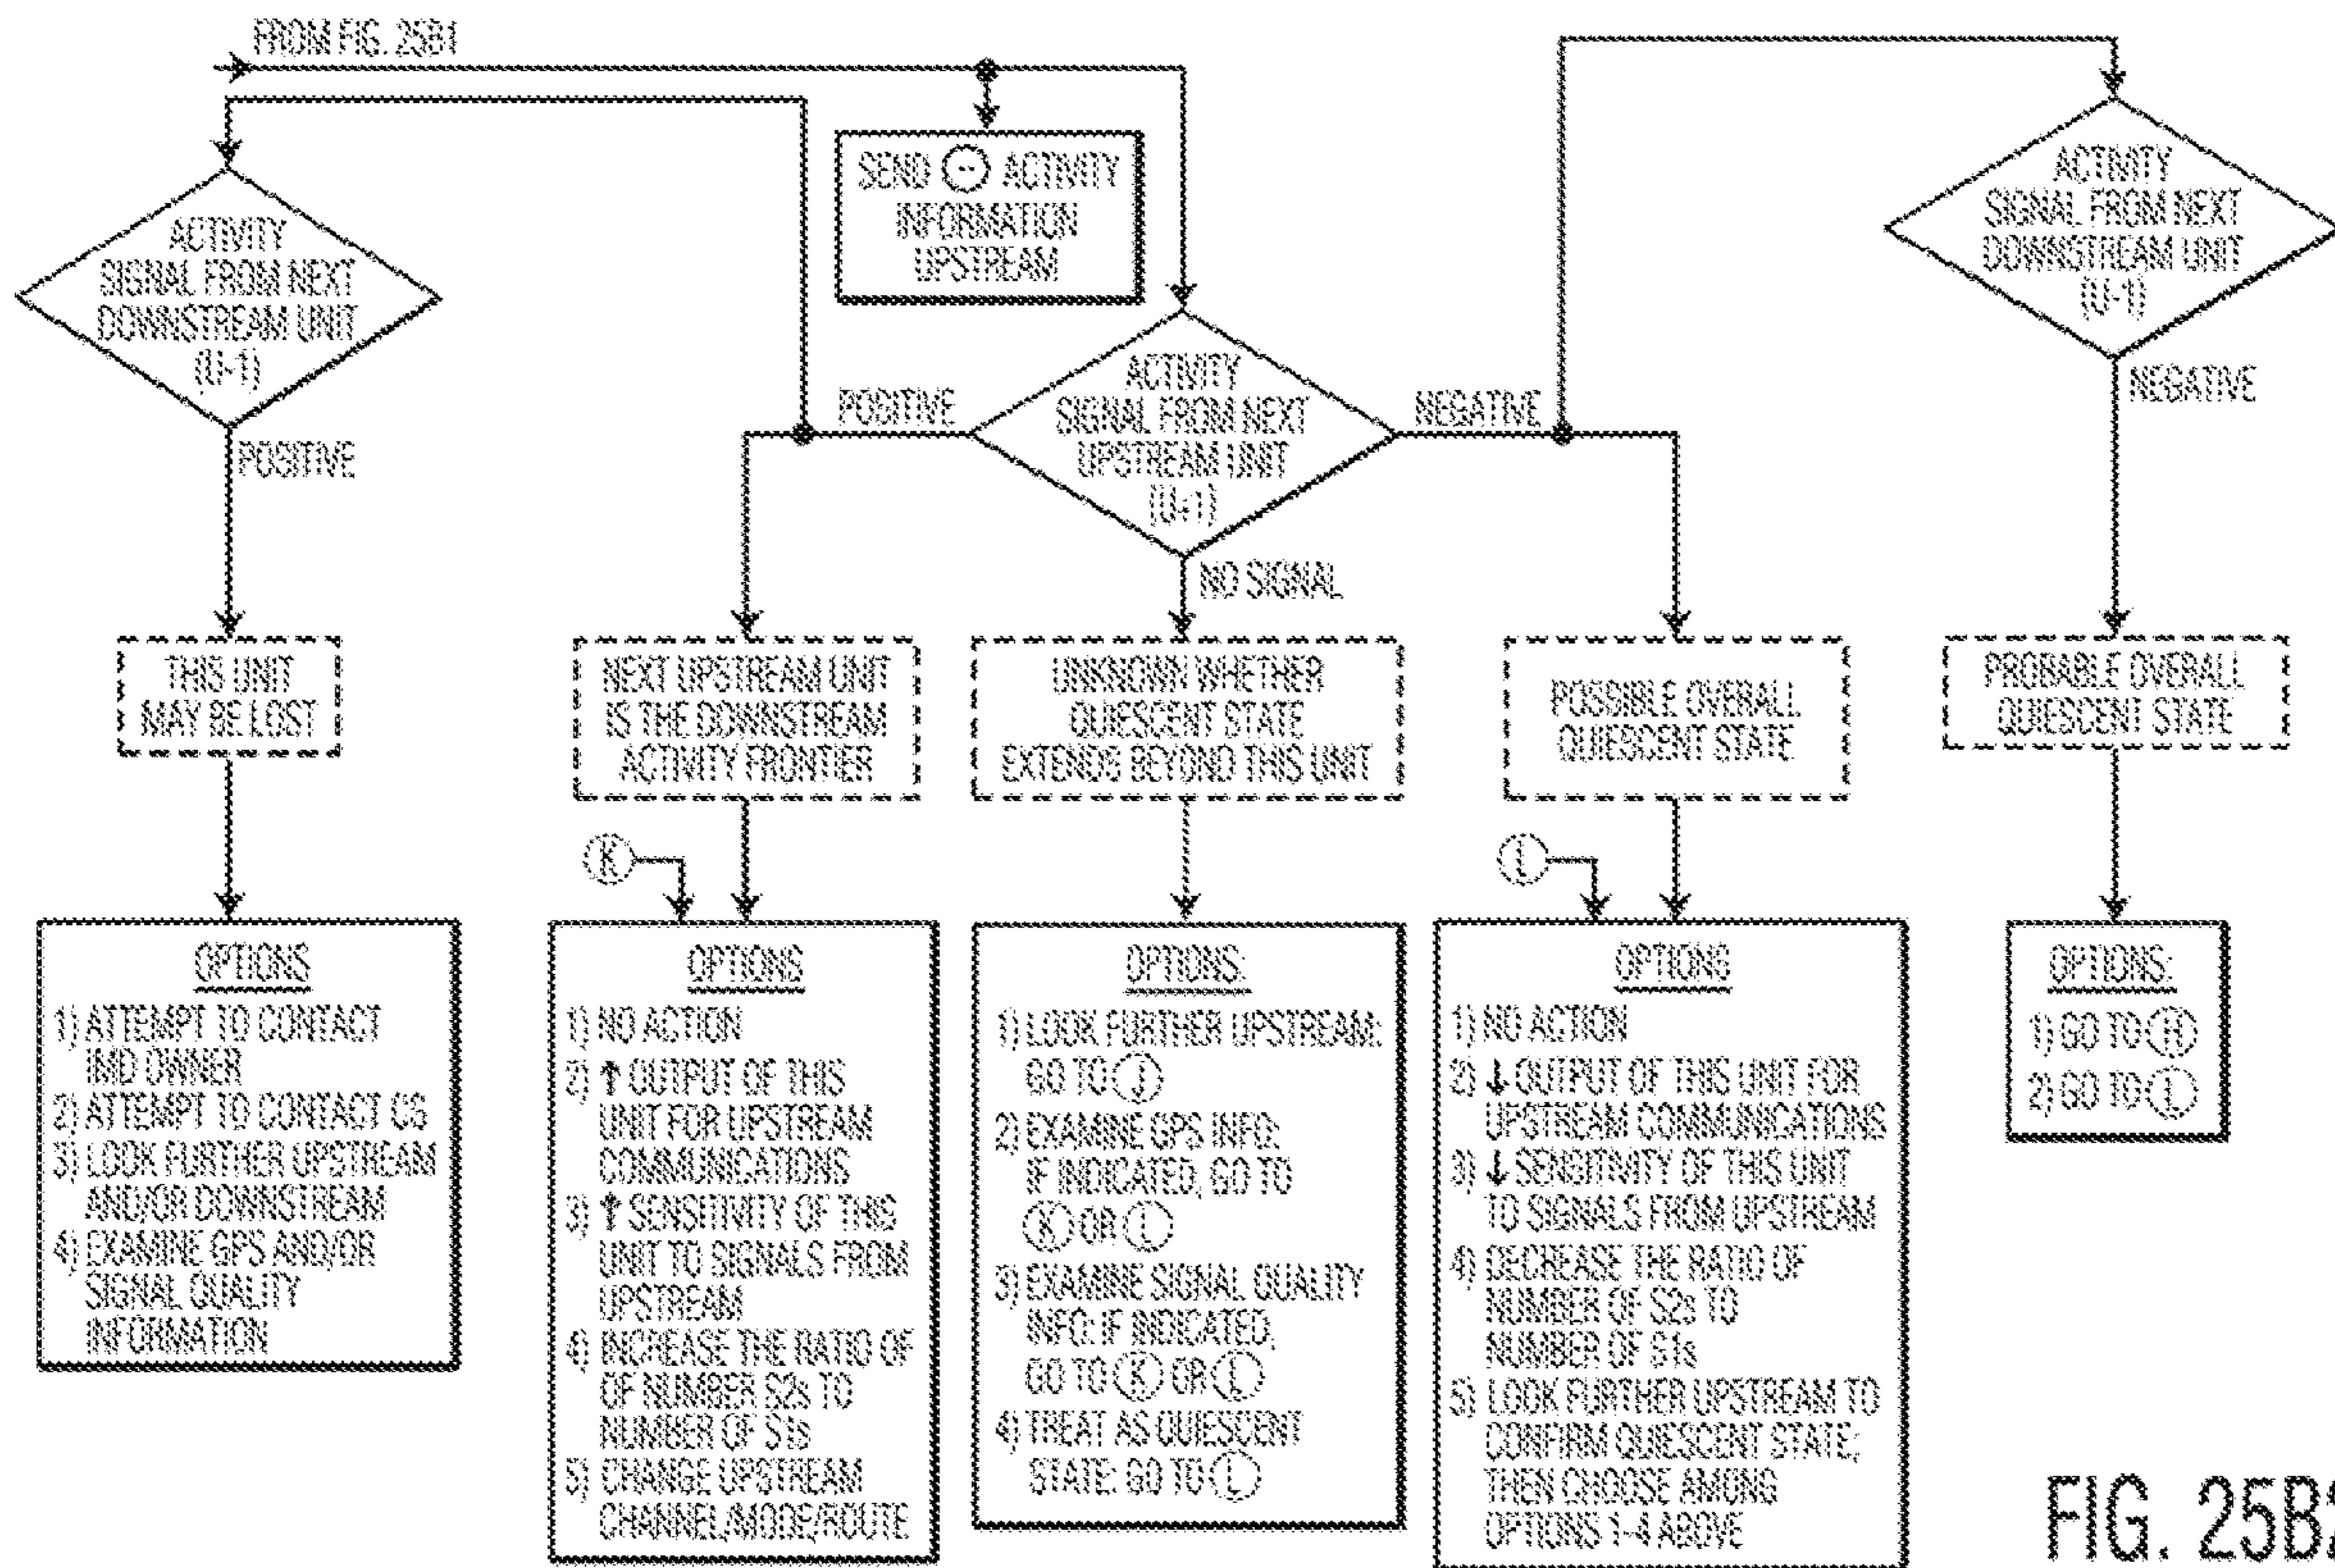 FROM FIG. 25B1
SEND (-) ACTIVITY
INFORMATION
UPSTREAM
ACTIVITY
SIGNAL FROM NEXT
DOWNSTREAM UNIT
(U-1)
POSITIVE
ACTIVITY
SIGNAL FROM NEXT
UPSTREAM UNIT
POSITIVE
NEGATIVE
NO SIGNAL
ACTIVITY
SIGNAL FROM NEXT
DOWNSTREAM UNIT
(U-1)
NEGATIVE
THIS UNIT
MAY BE LOST
NEXT UPSTREAM UNIT
IS THE DOWNSTREAM
ACTIVITY FRONTIER
UNKNOWN WHETHER
QUIESCENT STATE
EXTENDS BEYOND THIS UNIT
POSSIBLE OVERALL
QUIESCENT STATE
PROBABLE OVERALL
QUIESCENT STATE
K
L
OPTIONS
1) ATTEMPT TO CONTACT
IMD OWNER
2) ATTEMPT TO CONTACT CS
3) LOOK FURTHER UPSTREAM
AND/OR DOWNSTREAM
4) EXAMINE GPS AND/OR
SIGNAL QUALITY
INFORMATION
OPTIONS
1) NO ACTION
2) ↑ OUTPUT OF THIS
UNIT FOR UPSTREAM
COMMUNICATIONS
3) ↑ SENSITIVITY OF THIS
UNIT TO SIGNALS FROM
UPSTREAM
4) INCREASE THE RATIO OF
OF NUMBER S2s TO
NUMBER OF S1s
5) CHANGE UPSTREAM
CHANNEL/MODE/ROUTE
OPTIONS:
1) LOOK FURTHER UPSTREAM:
GO TO J
2) EXAMINE GPS INFO:
IF INDICATED, GO TO
K OR L
3) EXAMINE SIGNAL QUALITY
INFO: IF INDICATED,
GO TO K OR L
4) TREAT AS QUIESCENT
STATE: GO TO L
OPTIONS
1) NO ACTION
2) ↓ OUTPUT OF THIS UNIT FOR
UPSTREAM COMMUNICATIONS
3) ↓ SENSITIVITY OF THIS UNIT
TO SIGNALS FROM UPSTREAM
4) DECREASE THE RATIO OF
NUMBER OF S2s TO
NUMBER OF S1s
5) LOOK FURTHER UPSTREAM TO
CONFIRM QUIESCENT STATE;
THEN CHOOSE AMONG
OPTIONS 1-4 ABOVE
OPTIONS:
1) GO TO H
2) GO TO L
FIG. 25B2